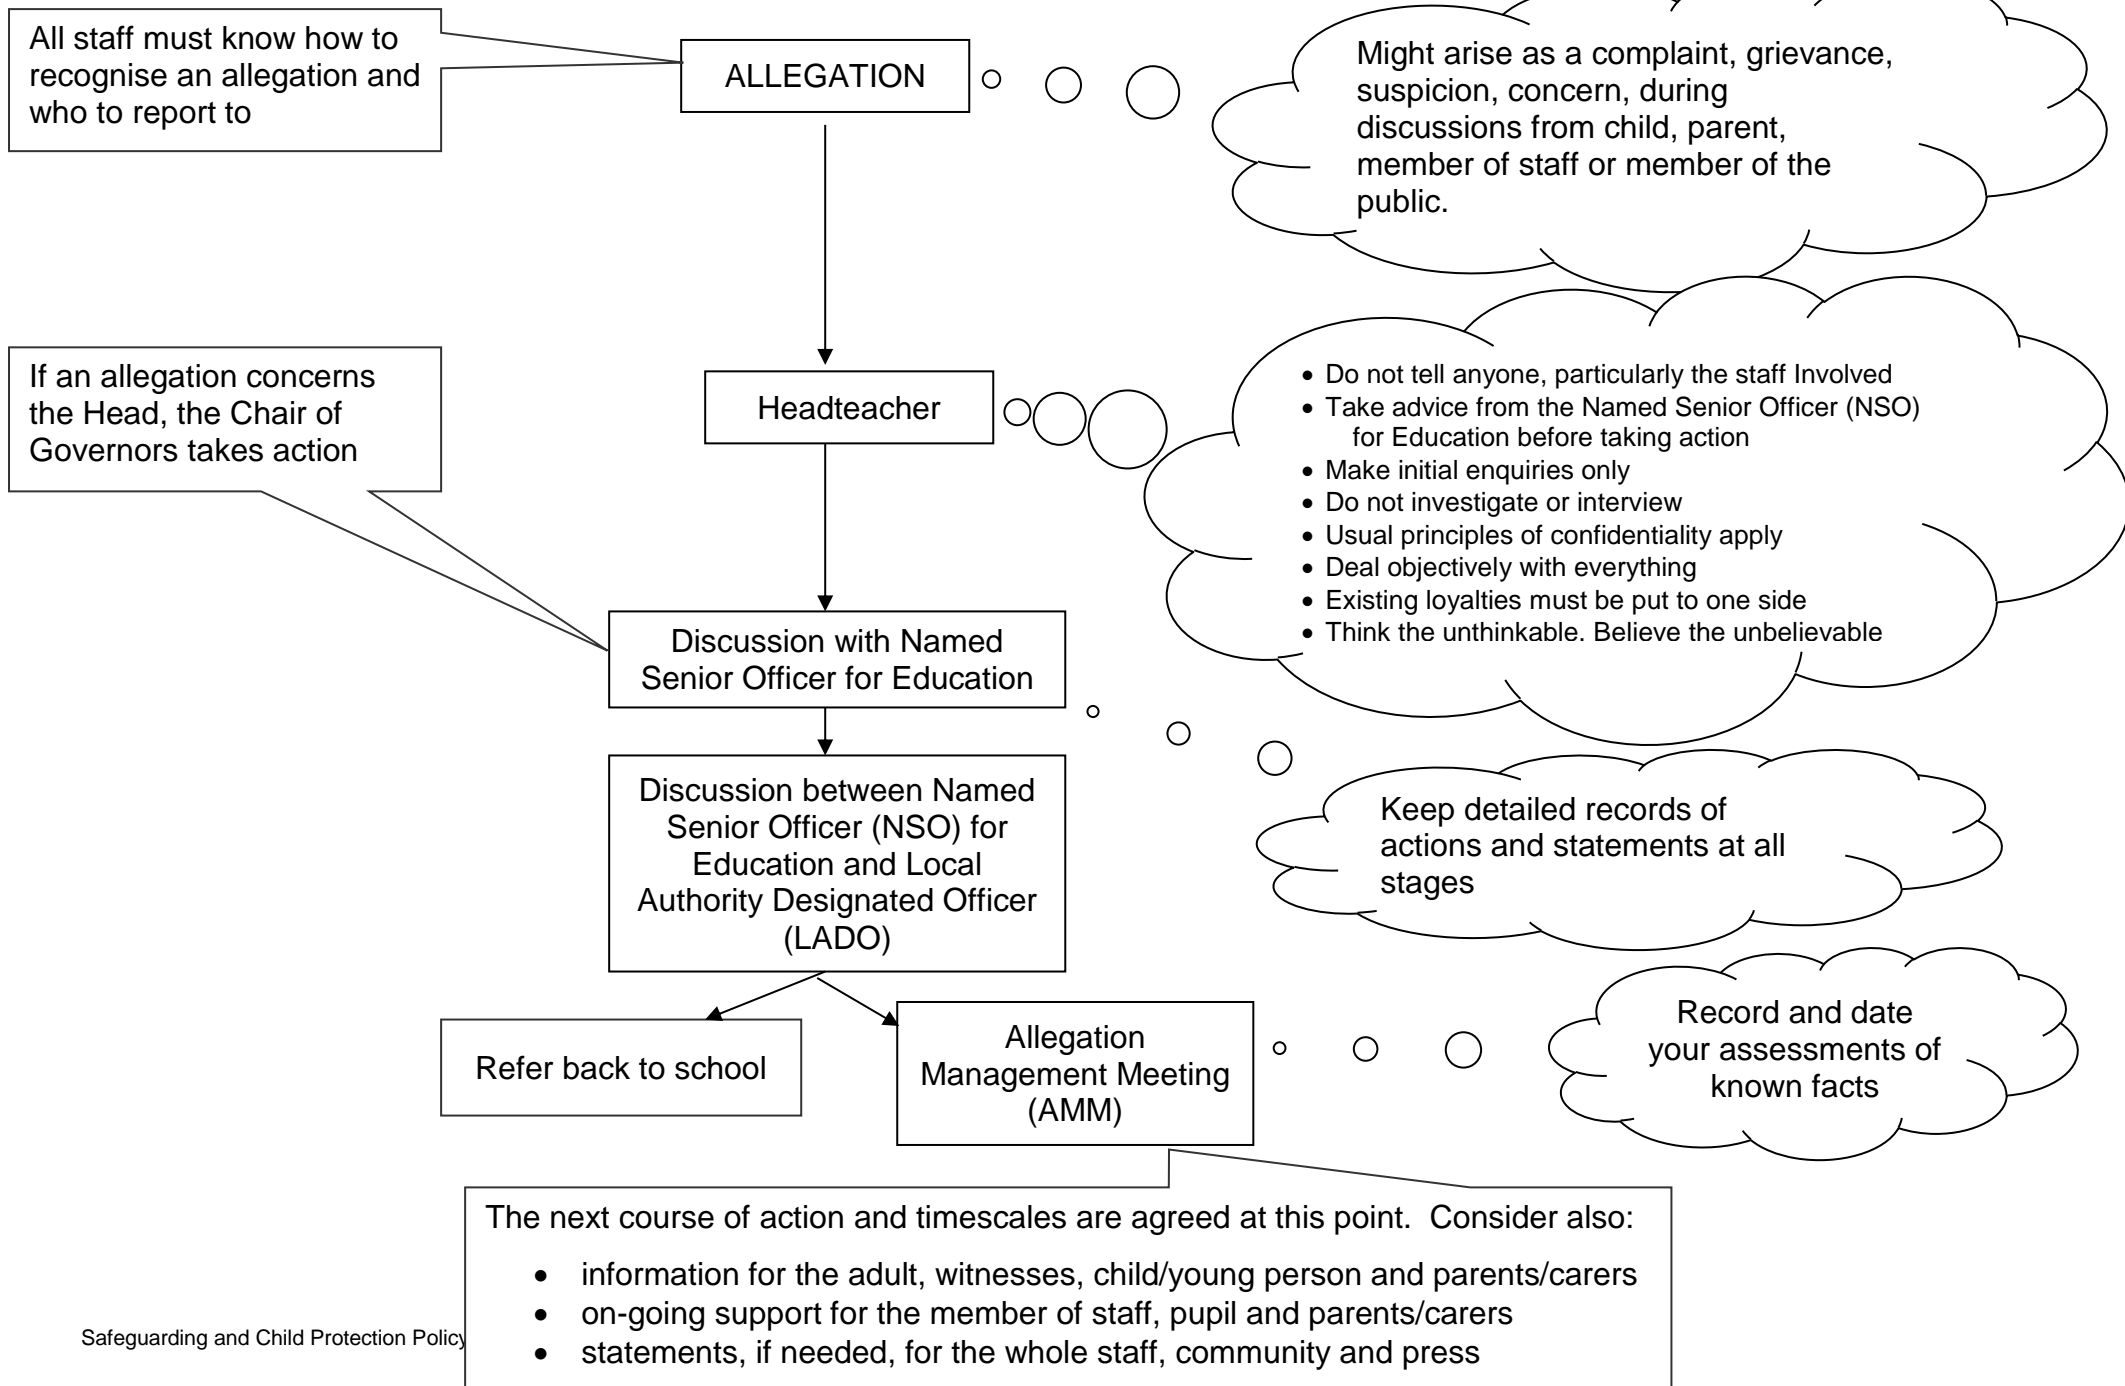 All staff must know how to
recognise an allegation and
who to report to
ALLEGATION
Might arise as a complaint, grievance,
suspicion, concern, during
discussions from child, parent,
member of staff or member of the
public.
If an allegation concerns
the Head, the Chair of
Governors takes action
Headteacher
• Do not tell anyone, particularly the staff Involved
• Take advice from the Named Senior Officer (NSO)
for Education before taking action
• Make initial enquiries only
• Do not investigate or interview
• Usual principles of confidentiality apply
• Deal objectively with everything
• Existing loyalties must be put to one side
• Think the unthinkable. Believe the unbelievable
Discussion with Named
Senior Officer for Education
Discussion between Named
Senior Officer (NSO) for
Education and Local
Authority Designated Officer
(LADO)
Keep detailed records of
actions and statements at all
stages
Refer back to school
Allegation
Management Meeting
(AMM)
Record and date
your assessments of
known facts
The next course of action and timescales are agreed at this point.  Consider also:
• information for the adult, witnesses, child/young person and parents/carers
• on-going support for the member of staff, pupil and parents/carers
• statements, if needed, for the whole staff, community and press
Safeguarding and Child Protection Policy